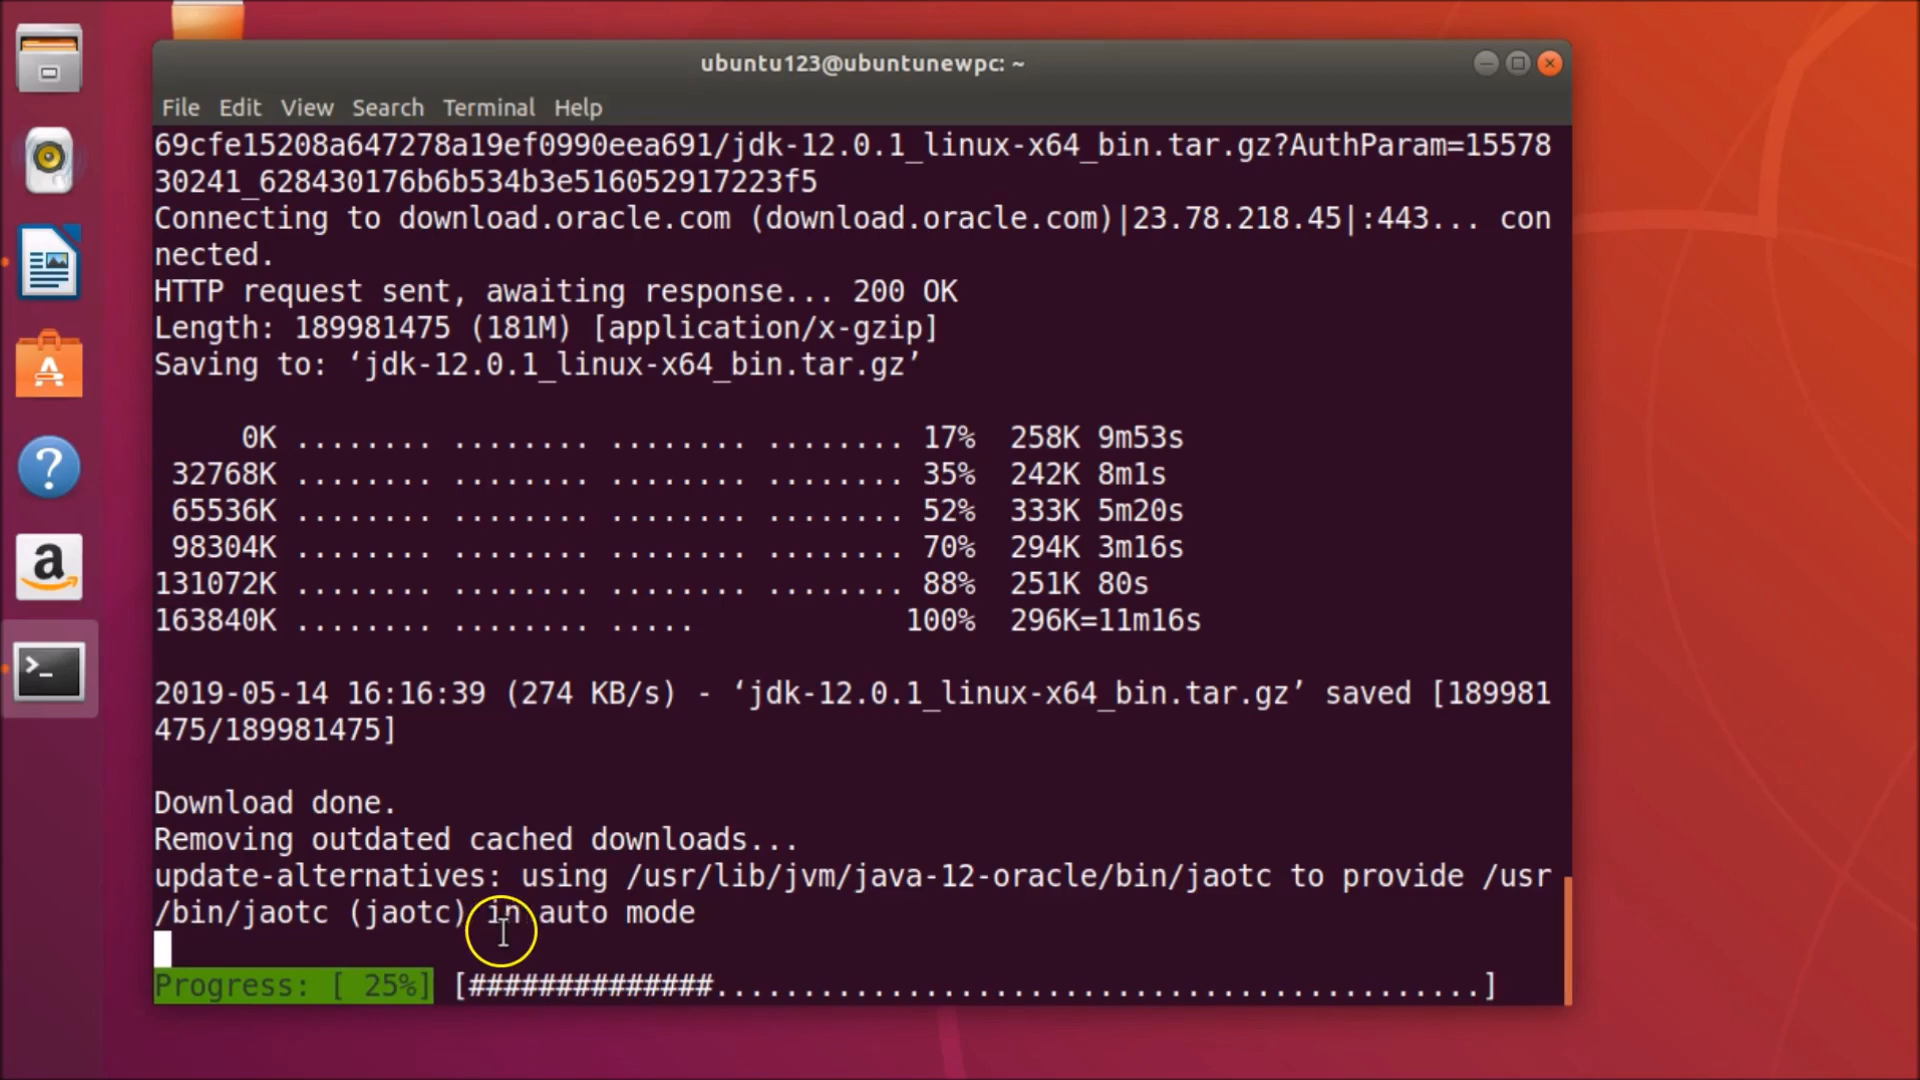 ubuntu123@ubuntunewpc: ~
File Edit View Search Terminal Help
69cfe15208a647278a19ef0990eea691/jdk-12.0.1_linux-x64_bin.tar.gz?AuthParam=15578
30241_628430176b6b534b3e516052917223f5
Connecting to download.oracle.com (download.oracle.com)|23.78.218.45|:443... con
nected.
HTTP request sent, awaiting response... 200 OK
Length: 189981475 (181M) [application/x-gzip]
Saving to: ‘jdk-12.0.1_linux-x64_bin.tar.gz’
0K ........ ........ ........ ........ 17% 258K 9m53s
32768K ........ ........ ........ ........ 35% 242K 8m1s
65536K ........ ........ ........ ........ 52% 333K 5m20s
98304K ........ ........ ........ ........ 70% 294K 3m16s
131072K ........ ........ ........ ........ 88% 251K 80s
163840K ........ ........ ..... 100% 296K=11m16s
2019-05-14 16:16:39 (274 KB/s) - ‘jdk-12.0.1_linux-x64_bin.tar.gz’ saved [189981
475/189981475]
Download done.
Removing outdated cached downloads...
update-alternatives: using /usr/lib/jvm/java-12-oracle/bin/jaotc to provide /usr
/bin/jaotc (jaotc) in auto mode
Progress: [ 25%] [##############............................................]